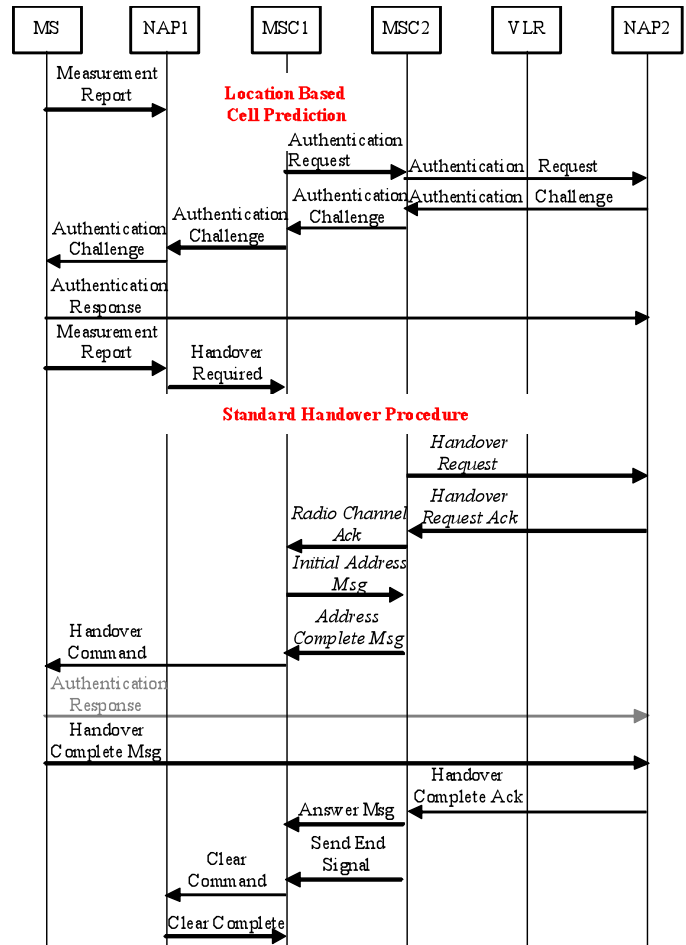 MS NAP1 MSC1 MSC2 VLR NAP2
Measurement
Report
Location Based
Cell Prediction
Authentication
Request
Authentication Request
Authentication Challenge
Authentication
Challenge
Authentication
Challenge
Authentication
Challenge
Authentication
Response
Measurement
Report
Handover
Required
Standard Handover Procedure
Handover
Request
Handover
Request Ack
Radio Channel
Ack
Initial Address
Msg
Address
Complete Msg
Handover
Command
Authentication
Response
Handover
Complete Msg
Handover
Complete Ack
Answer Msg
Send End
Signal
Clear
Command
Clear Complete